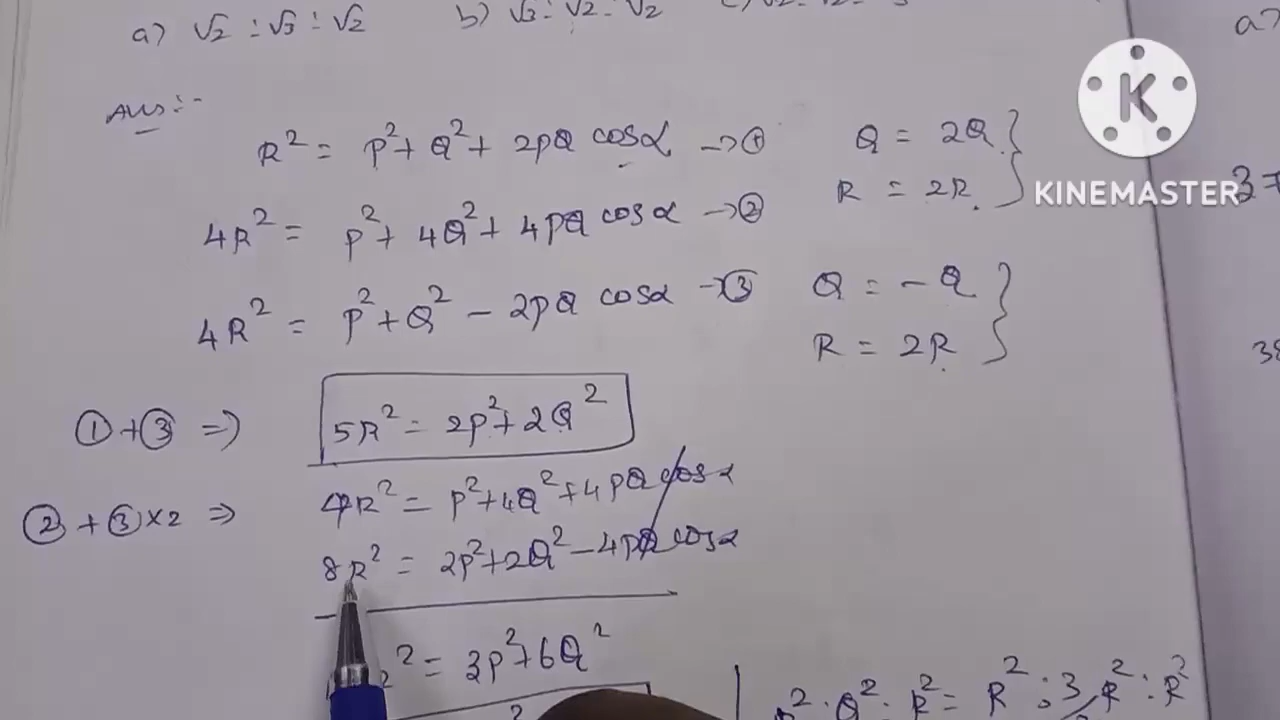 a) √2 : √3 : √2 b) √3 : √2 : √2
a)
Ans :-
R² = P² + Q² + 2PQ cosα → ①
Q = 2Q
R = 2R
K
KINEMASTER
4R² = P² + 4Q² + 4PQ cosα → ②
4R² = P² + Q² - 2PQ cosα → ③
Q = -Q
R = 2R
① + ③ ⇒ 5R² = 2P² + 2Q²
② + ③ × 2 ⇒ 4R² = P² + 4Q² + 4PQ cosα
8R² = 2P² + 2Q² - 4PQ cosα
² = 3P² + 6Q²